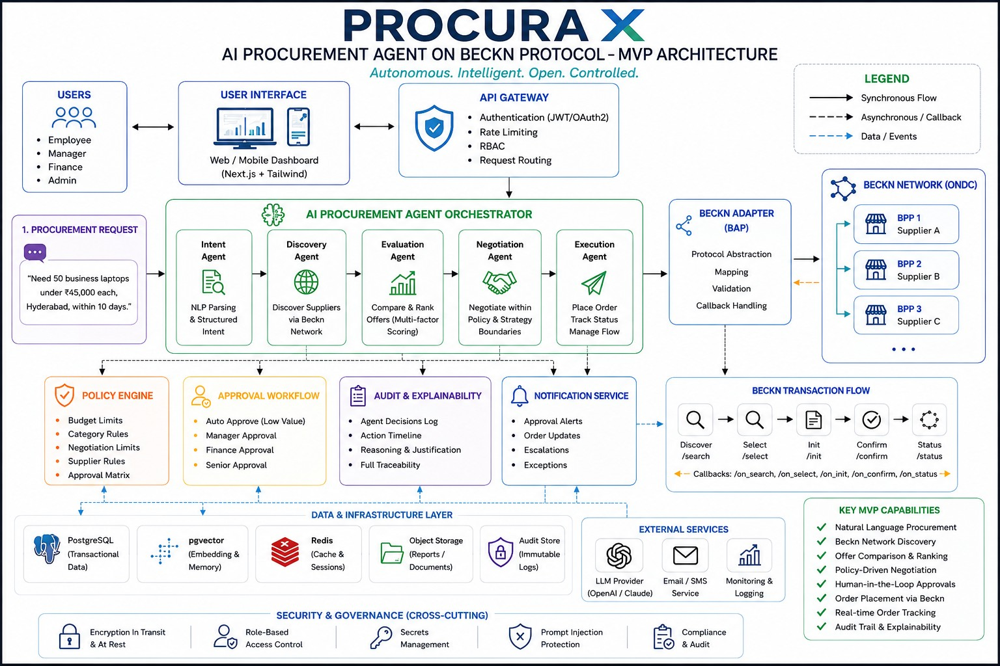 PROCURA X
AI PROCUREMENT AGENT ON BECKN PROTOCOL - MVP ARCHITECTURE
Autonomous. Intelligent. Open. Controlled.
USERS
• Employee
• Manager
• Finance
• Admin
USER INTERFACE
Web / Mobile Dashboard
(Next.js + Tailwind)
API GATEWAY
• Authentication (JWT/OAuth2)
• Rate Limiting
• RBAC
• Request Routing
LEGEND
Synchronous Flow
Asynchronous / Callback
Data / Events
1. PROCUREMENT REQUEST
“Need 50 business laptops
under ₹45,000 each,
Hyderabad, within 10 days.”
AI PROCUREMENT AGENT ORCHESTRATOR
Intent
Agent
NLP Parsing
& Structured
Intent
Discovery
Agent
Discover Suppliers
via Beckn
Network
Evaluation
Agent
Compare & Rank
Offers (Multi-factor
Scoring)
Negotiation
Agent
Negotiate within
Policy & Strategy
Boundaries
Execution
Agent
Place Order
Track Status
Manage Flow
BECKN ADAPTER
(BAP)
Protocol Abstraction
Mapping
Validation
Callback Handling
BECKN NETWORK (ONDC)
BPP 1
Supplier A
BPP 2
Supplier B
BPP 3
Supplier C
POLICY ENGINE
• Budget Limits
• Category Rules
• Negotiation Limits
• Supplier Rules
• Approval Matrix
APPROVAL WORKFLOW
• Auto Approve (Low Value)
• Manager Approval
• Finance Approval
• Senior Approval
AUDIT & EXPLAINABILITY
• Agent Decisions Log
• Action Timeline
• Reasoning & Justification
• Full Traceability
NOTIFICATION SERVICE
• Approval Alerts
• Order Updates
• Escalations
• Exceptions
BECKN TRANSACTION FLOW
Discover
/search
Select
/select
Init
/init
Confirm
/confirm
Status
/status
Callbacks: /on_search, /on_select, /on_init, /on_confirm, /on_status
DATA & INFRASTRUCTURE LAYER
PostgreSQL
(Transactional
Data)
pgvector
(Embedding &
Memory)
Redis
(Cache &
Sessions)
Object Storage
(Reports /
Documents)
Audit Store
(Immutable
Logs)
EXTERNAL SERVICES
LLM Provider
(OpenAI / Claude)
Email / SMS
Service
Monitoring &
Logging
KEY MVP CAPABILITIES
Natural Language Procurement
Beckn Network Discovery
Offer Comparison & Ranking
Policy-Driven Negotiation
Human-in-the-Loop Approvals
Order Placement via Beckn
Real-time Order Tracking
Audit Trail & Explainability
SECURITY & GOVERNANCE (CROSS-CUTTING)
Encryption In Transit
& At Rest
Role-Based
Access Control
Secrets
Management
Prompt Injection
Protection
Compliance
& Audit